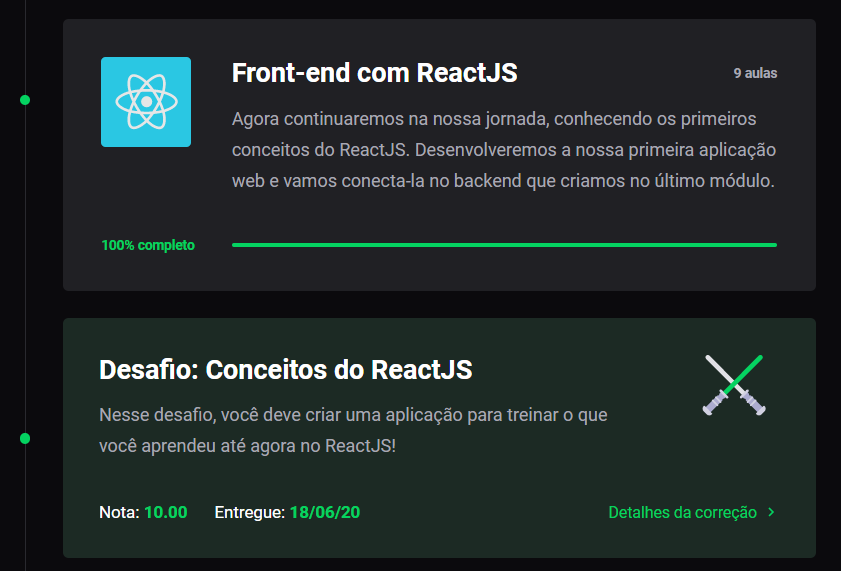 Front-end com ReactJS
9 aulas
Agora continuaremos na nossa jornada, conhecendo os primeiros
conceitos do ReactJS. Desenvolveremos a nossa primeira aplicação
web e vamos conecta-la no backend que criamos no último módulo.
100% completo
Desafio: Conceitos do ReactJS
Nesse desafio, você deve criar uma aplicação para treinar o que
você aprendeu até agora no ReactJS!
Nota: 10.00 Entregue: 18/06/20 Detalhes da correção >